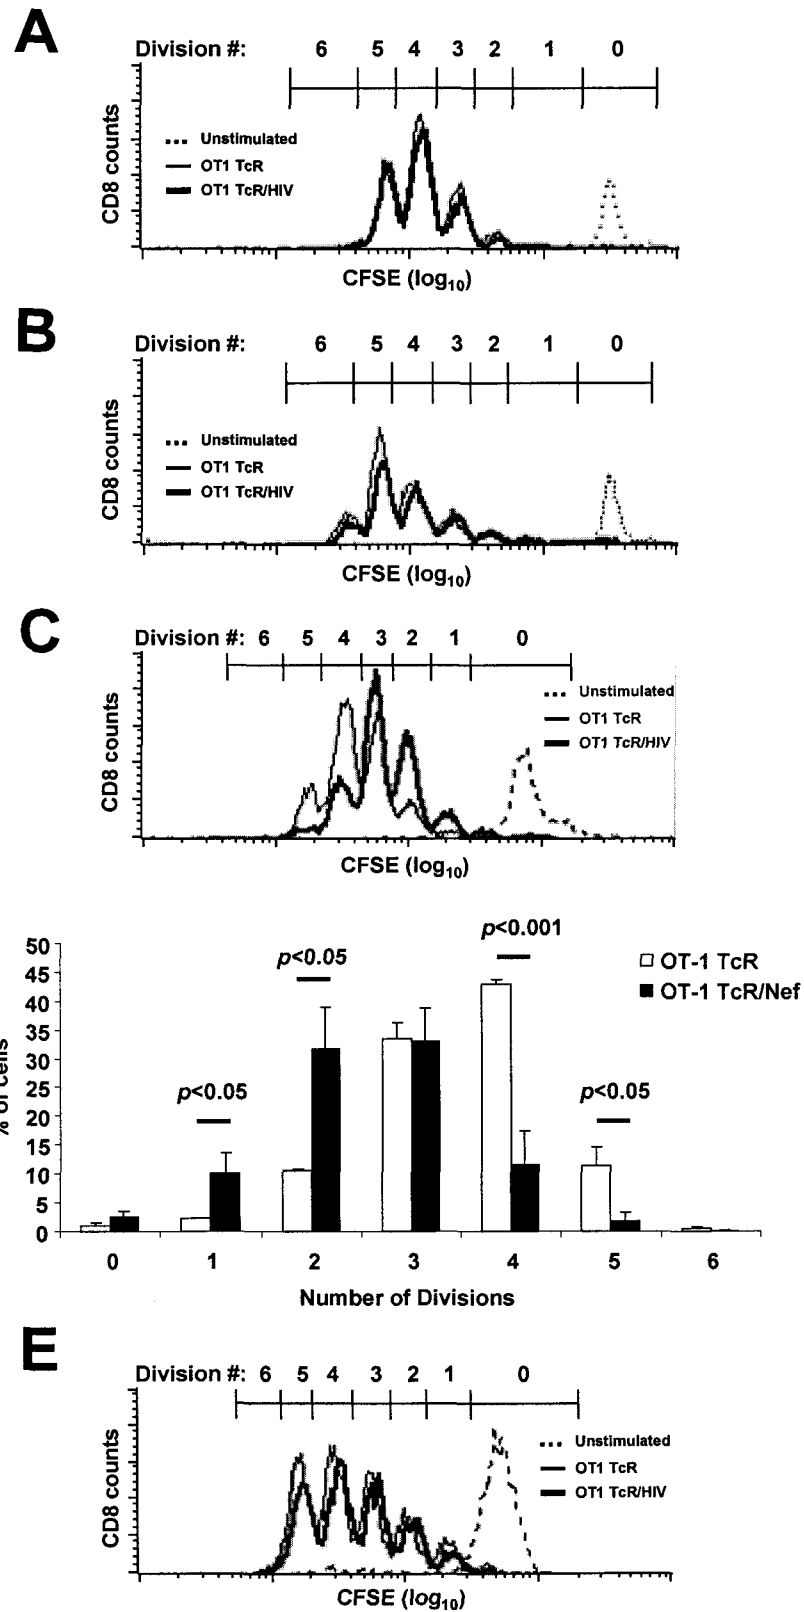 A
Division #: 6 5 4 3 2 1 0
CD8 counts
Unstimulated
OT1 TcR
OT1 TcR/HIV
CFSE (log10)
B
Division #: 6 5 4 3 2 1 0
CD8 counts
Unstimulated
OT1 TcR
OT1 TcR/HIV
CFSE (log10)
C
Division #: 6 5 4 3 2 1 0
CD8 counts
Unstimulated
OT1 TcR
OT1 TcR/HIV
CFSE (log10)
% of cells
50
45
40
35
30
25
20
15
10
5
0
p<0.05
p<0.05
p<0.001
p<0.05
OT-1 TcR
OT-1 TcR/Nef
0 1 2 3 4 5 6
Number of Divisions
E
Division #: 6 5 4 3 2 1 0
CD8 counts
Unstimulated
OT1 TcR
OT1 TcR/HIV
CFSE (log10)